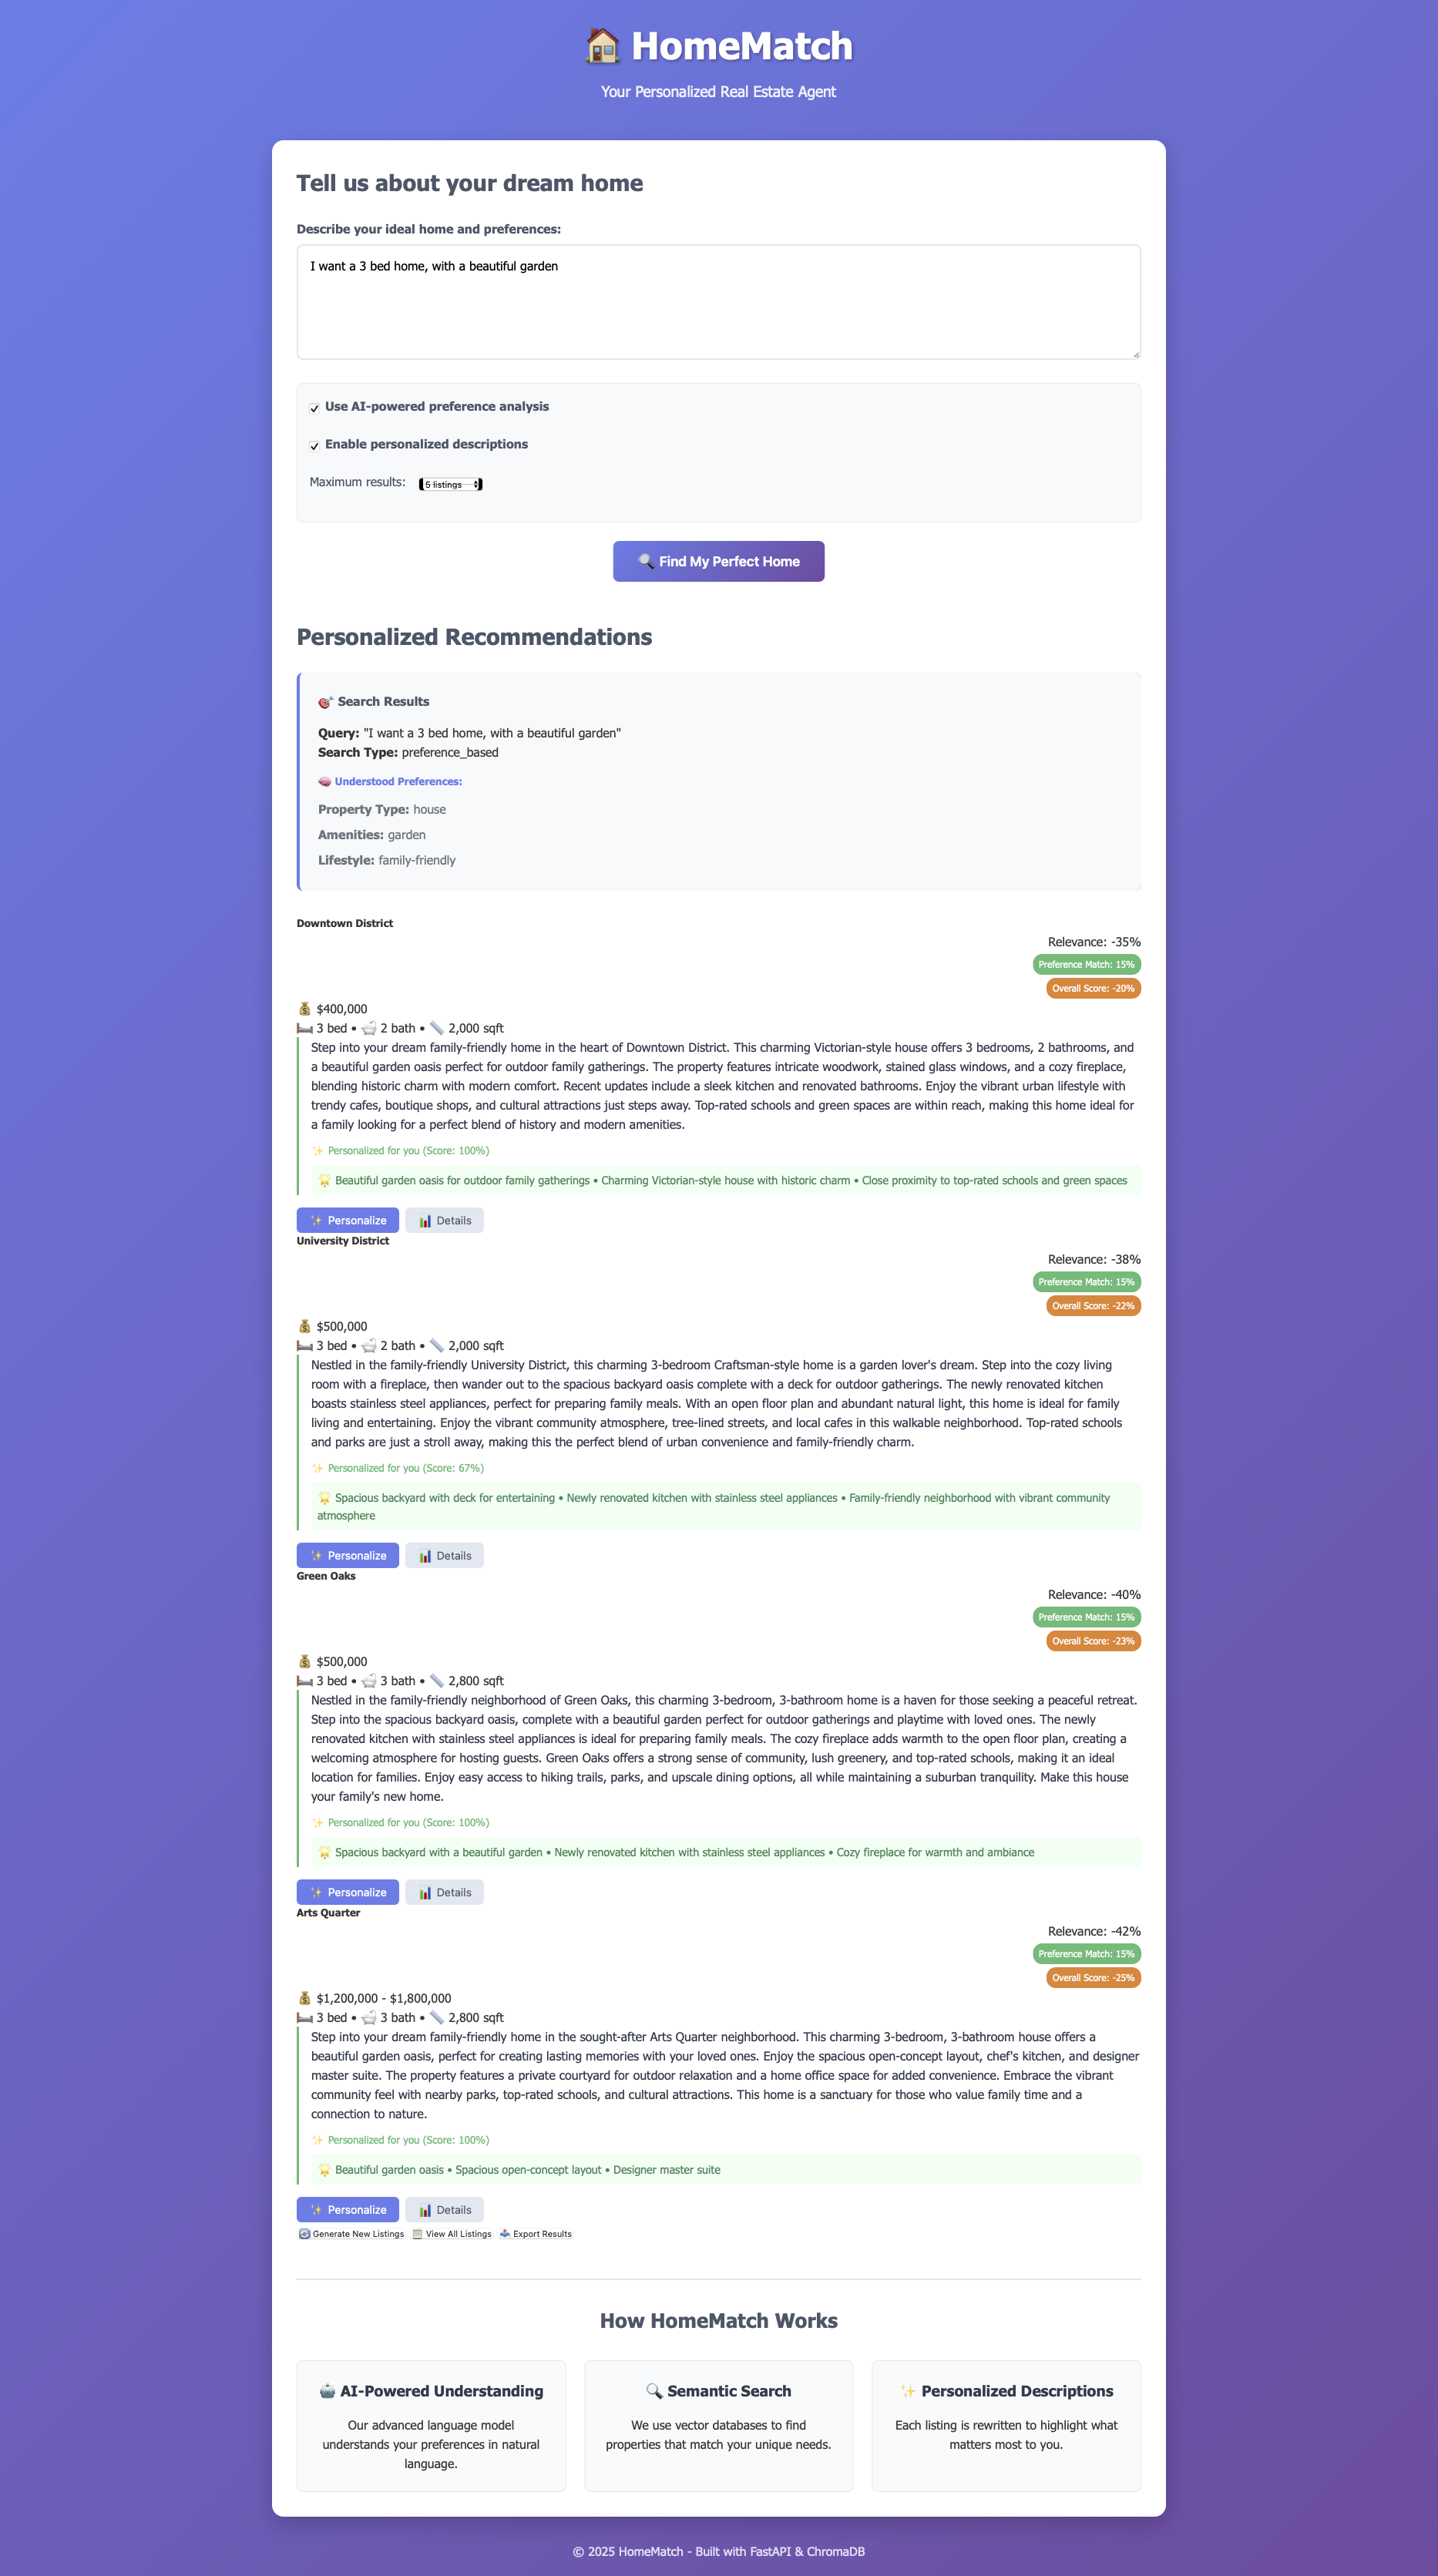 🏠 HomeMatch
Your Personalized Real Estate Agent
Tell us about your dream home
Describe your ideal home and preferences:
I want a 3 bed home, with a beautiful garden
Use AI-powered preference analysis
Enable personalized descriptions
Maximum results: 5 listings
🔍 Find My Perfect Home
Personalized Recommendations
🎯 Search Results
Query: "I want a 3 bed home, with a beautiful garden"
Search Type: preference_based
🧠 Understood Preferences:
Property Type: house
Amenities: garden
Lifestyle: family-friendly
Downtown District
Relevance: -35%
Preference Match: 15%
Overall Score: -20%
💰 $400,000
🛏️ 3 bed • 🛁 2 bath • 📏 2,000 sqft
Step into your dream family-friendly home in the heart of Downtown District. This charming Victorian-style house offers 3 bedrooms, 2 bathrooms, and
a beautiful garden oasis perfect for outdoor family gatherings. The property features intricate woodwork, stained glass windows, and a cozy fireplace,
blending historic charm with modern comfort. Recent updates include a sleek kitchen and renovated bathrooms. Enjoy the vibrant urban lifestyle with
trendy cafes, boutique shops, and cultural attractions just steps away. Top-rated schools and green spaces are within reach, making this home ideal for
a family looking for a perfect blend of history and modern amenities.
✨ Personalized for you (Score: 100%)
🌟 Beautiful garden oasis for outdoor family gatherings • Charming Victorian-style house with historic charm • Close proximity to top-rated schools and green spaces
✨ Personalize 📊 Details
University District
Relevance: -38%
Preference Match: 15%
Overall Score: -22%
💰 $500,000
🛏️ 3 bed • 🛁 2 bath • 📏 2,000 sqft
Nestled in the family-friendly University District, this charming 3-bedroom Craftsman-style home is a garden lover's dream. Step into the cozy living
room with a fireplace, then wander out to the spacious backyard oasis complete with a deck for outdoor gatherings. The newly renovated kitchen
boasts stainless steel appliances, perfect for preparing family meals. With an open floor plan and abundant natural light, this home is ideal for family
living and entertaining. Enjoy the vibrant community atmosphere, tree-lined streets, and local cafes in this walkable neighborhood. Top-rated schools
and parks are just a stroll away, making this the perfect blend of urban convenience and family-friendly charm.
✨ Personalized for you (Score: 67%)
🌟 Spacious backyard with deck for entertaining • Newly renovated kitchen with stainless steel appliances • Family-friendly neighborhood with vibrant community
atmosphere
✨ Personalize 📊 Details
Green Oaks
Relevance: -40%
Preference Match: 15%
Overall Score: -23%
💰 $500,000
🛏️ 3 bed • 🛁 3 bath • 📏 2,800 sqft
Nestled in the family-friendly neighborhood of Green Oaks, this charming 3-bedroom, 3-bathroom home is a haven for those seeking a peaceful retreat.
Step into the spacious backyard oasis, complete with a beautiful garden perfect for outdoor gatherings and playtime with loved ones. The newly
renovated kitchen with stainless steel appliances is ideal for preparing family meals. The cozy fireplace adds warmth to the open floor plan, creating a
welcoming atmosphere for hosting guests. Green Oaks offers a strong sense of community, lush greenery, and top-rated schools, making it an ideal
location for families. Enjoy easy access to hiking trails, parks, and upscale dining options, all while maintaining a suburban tranquility. Make this house
your family's new home.
✨ Personalized for you (Score: 100%)
🌟 Spacious backyard with a beautiful garden • Newly renovated kitchen with stainless steel appliances • Cozy fireplace for warmth and ambiance
✨ Personalize 📊 Details
Arts Quarter
Relevance: -42%
Preference Match: 15%
Overall Score: -25%
💰 $1,200,000 - $1,800,000
🛏️ 3 bed • 🛁 3 bath • 📏 2,800 sqft
Step into your dream family-friendly home in the sought-after Arts Quarter neighborhood. This charming 3-bedroom, 3-bathroom house offers a
beautiful garden oasis, perfect for creating lasting memories with your loved ones. Enjoy the spacious open-concept layout, chef's kitchen, and designer
master suite. The property features a private courtyard for outdoor relaxation and a home office space for added convenience. Embrace the vibrant
community feel with nearby parks, top-rated schools, and cultural attractions. This home is a sanctuary for those who value family time and a
connection to nature.
✨ Personalized for you (Score: 100%)
🌟 Beautiful garden oasis • Spacious open-concept layout • Designer master suite
✨ Personalize 📊 Details
🔄 Generate New Listings 📋 View All Listings 📤 Export Results
How HomeMatch Works
🤖 AI-Powered Understanding
Our advanced language model
understands your preferences in natural
language.
🔍 Semantic Search
We use vector databases to find
properties that match your unique needs.
✨ Personalized Descriptions
Each listing is rewritten to highlight what
matters most to you.
© 2025 HomeMatch - Built with FastAPI & ChromaDB